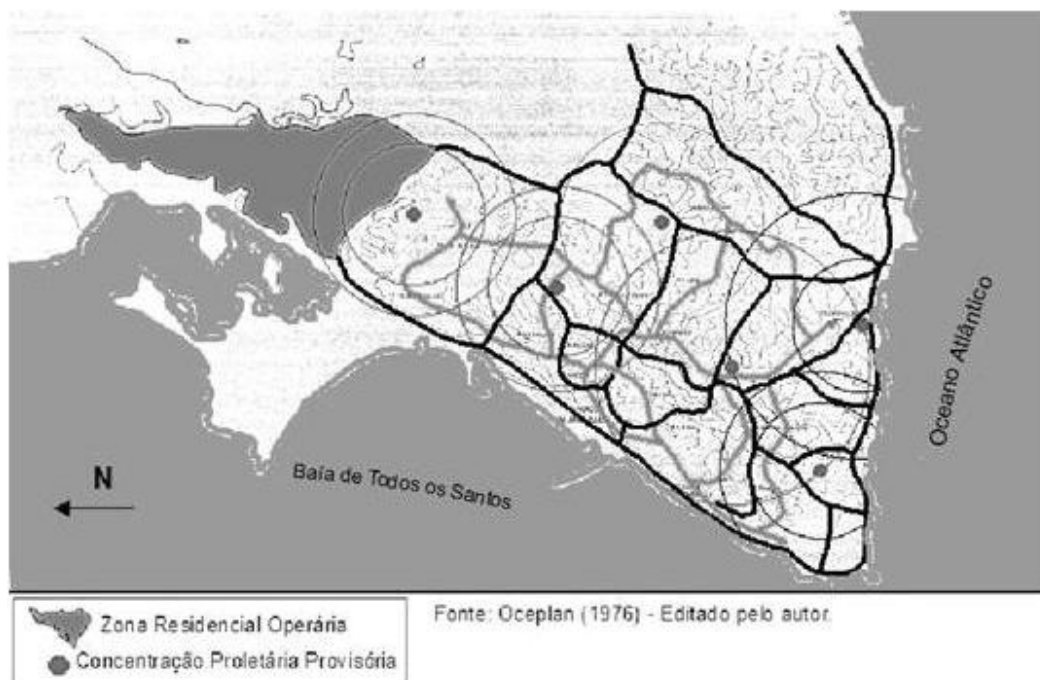 Oceano Atlântico
Baía de Todos os Santos
N
Zona Residencial Operária
Concentração Proletária Provisória
Fonte: Oceplan (1976) - Editado pelo autor.